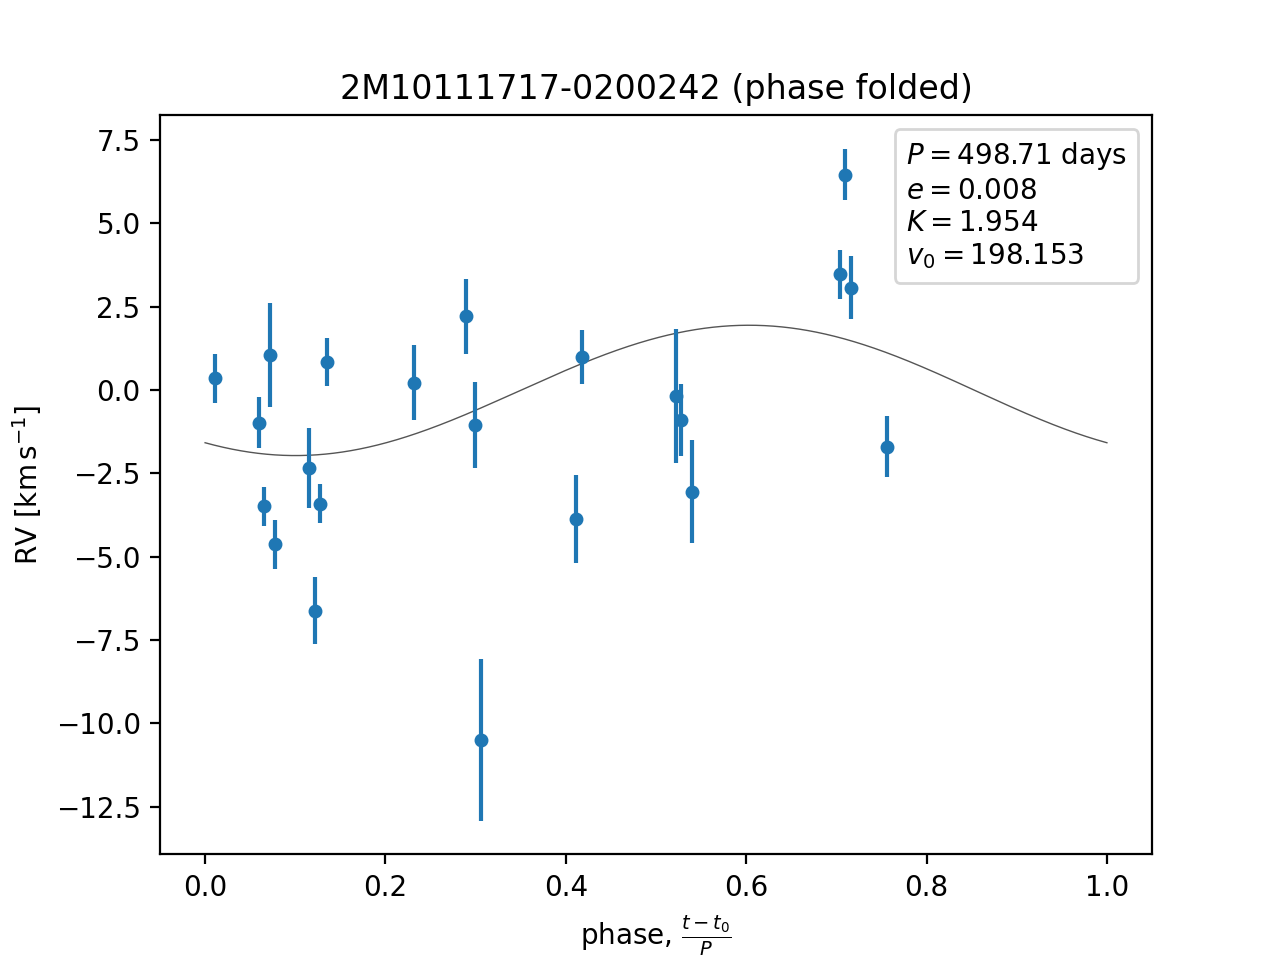 2M10111717-0200242 (phase folded)
P = 498.71 days
e = 0.008
K = 1.954
v₀ = 198.153
7.5
5.0
2.5
0.0
−2.5
−5.0
−7.5
−10.0
−12.5
RV [km s⁻¹]
0.0 0.2 0.4 0.6 0.8 1.0
phase, (t − t₀)/P